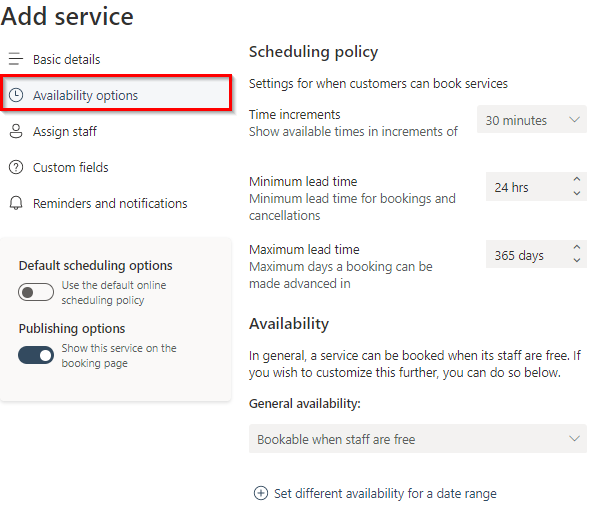 Add service
Basic details
Availability options
Assign staff
Custom fields
Reminders and notifications
Default scheduling options
Use the default online
scheduling policy
Publishing options
Show this service on the
booking page
Scheduling policy
Settings for when customers can book services
Time increments
Show available times in increments of
30 minutes
Minimum lead time
Minimum lead time for bookings and
cancellations
24 hrs
Maximum lead time
Maximum days a booking can be
made advanced in
365 days
Availability
In general, a service can be booked when its staff are free. If
you wish to customize this further, you can do so below.
General availability:
Bookable when staff are free
Set different availability for a date range